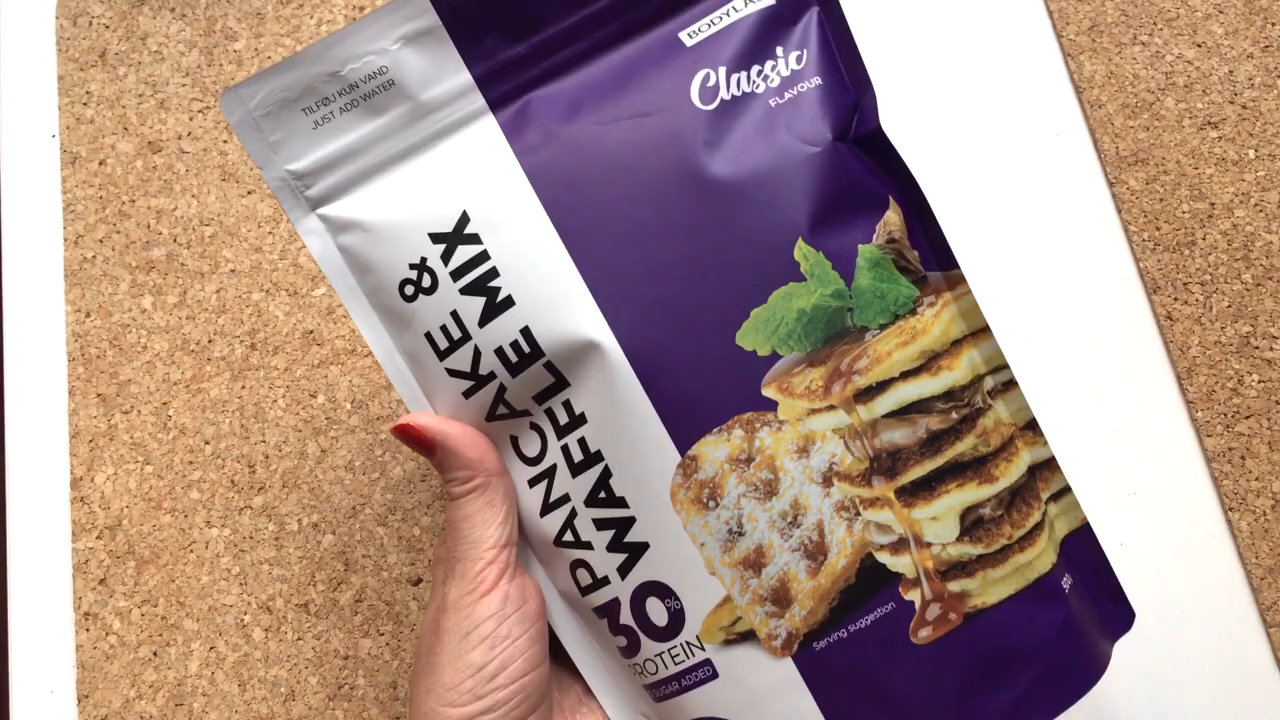 TILFØJ KUN VAND
JUST ADD WATER
Classic
FLAVOUR
PANCAKE &
WAFFLE MIX
30%
PROTEIN
SUGAR ADDED
Serving suggestion